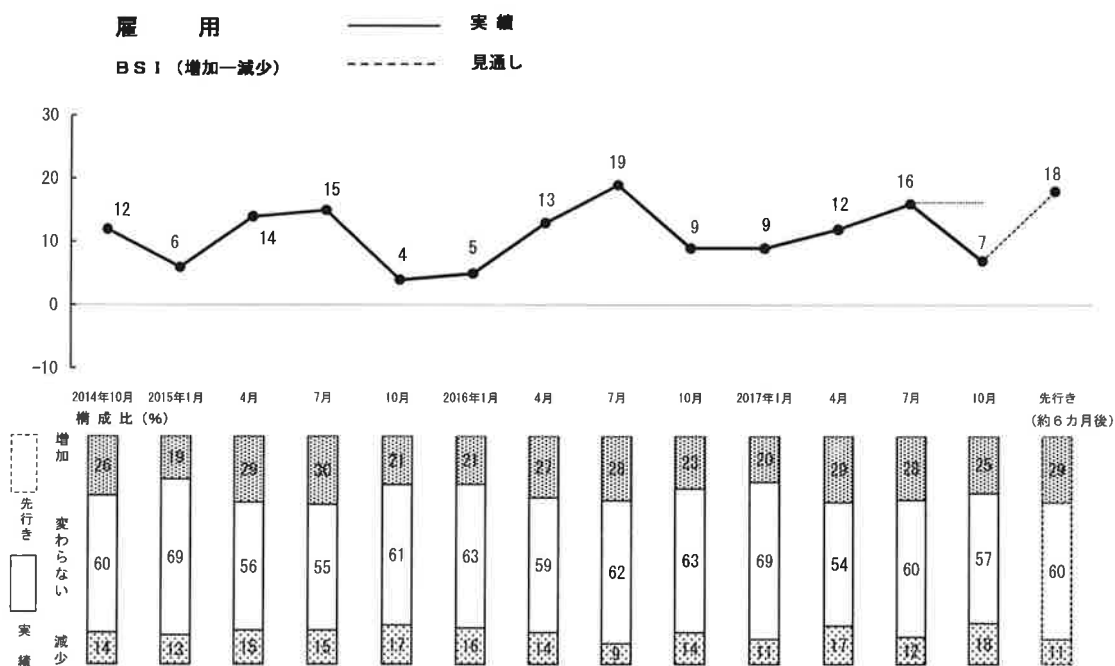 雇 用
実 績
BSI（増加―減少）
見通し
30
20
10
0
-10
12
6
14
15
4
5
13
19
9
9
12
16
7
18
2014年10月 2015年1月 4月 7月 10月 2016年1月 4月 7月 10月 2017年1月 4月 7月 10月 先行き
構 成 比（%）
（約6カ月後）
増加
26 19 29 30 21 21 27 28 23 20 29 28 25 29
先行き
変わらない
60 69 56 55 61 63 59 62 63 69 54 60 57 60
実績
減少
14 13 15 15 17 16 14 9 14 11 17 12 18 11